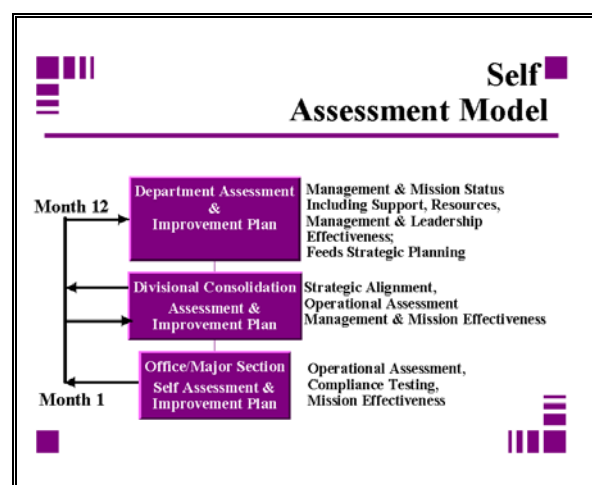 Self
Assessment Model
Month 12
Department Assessment
&
Improvement Plan
Management & Mission Status
Including Support, Resources,
Management & Leadership
Effectiveness;
Feeds Strategic Planning
Divisional Consolidation
Assessment &
Improvement Plan
Strategic Alignment,
Operational Assessment
Management & Mission Effectiveness
Office/Major Section
Self Assessment &
Improvement Plan
Operational Assessment,
Compliance Testing,
Mission Effectiveness
Month 1